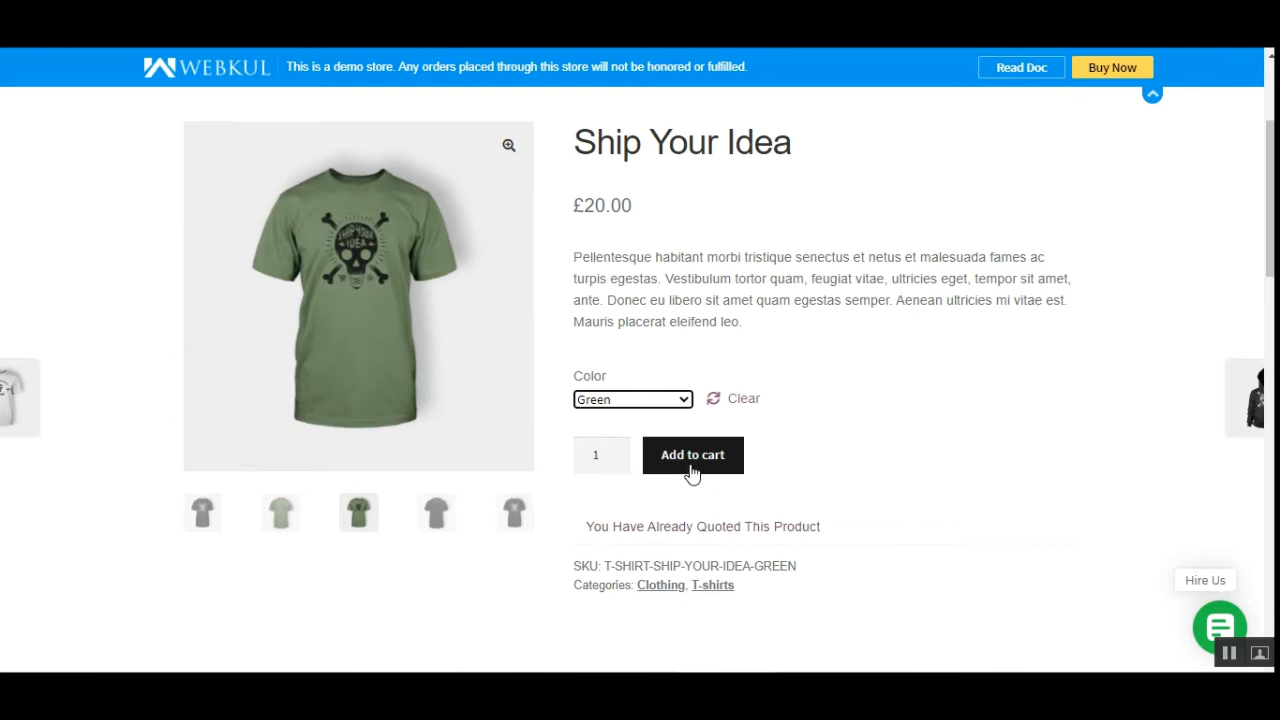 WEBKUL
This is a demo store. Any orders placed through this store will not be honored or fulfilled.
Read Doc
Buy Now
Ship Your Idea
£20.00
Pellentesque habitant morbi tristique senectus et netus et malesuada fames ac
turpis egestas. Vestibulum tortor quam, feugiat vitae, ultricies eget, tempor sit amet,
ante. Donec eu libero sit amet quam egestas semper. Aenean ultricies mi vitae est.
Mauris placerat eleifend leo.
SHIP YOUR
IDEA
Color
Green
Clear
1
Add to cart
You Have Already Quoted This Product
SKU: T-SHIRT-SHIP-YOUR-IDEA-GREEN
Categories: Clothing, T-shirts
Hire Us